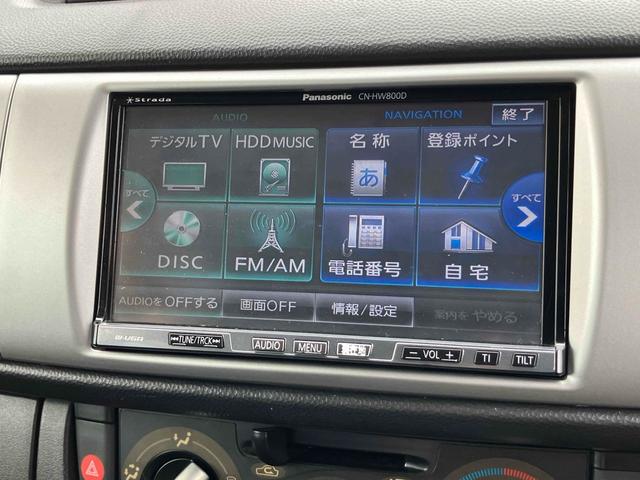 Strada
Panasonic CN-HW800D
AUDIO NAVIGATION 終了
デジタルTV HDD MUSIC 名称 登録ポイント
すべて あ すべて
DISC FM/AM 電話番号 自宅
AUDIOをOFFする 画面OFF 情報/設定 案内をやめる
TUNE/TRCK AUDIO MENU − VOL + TI TILT